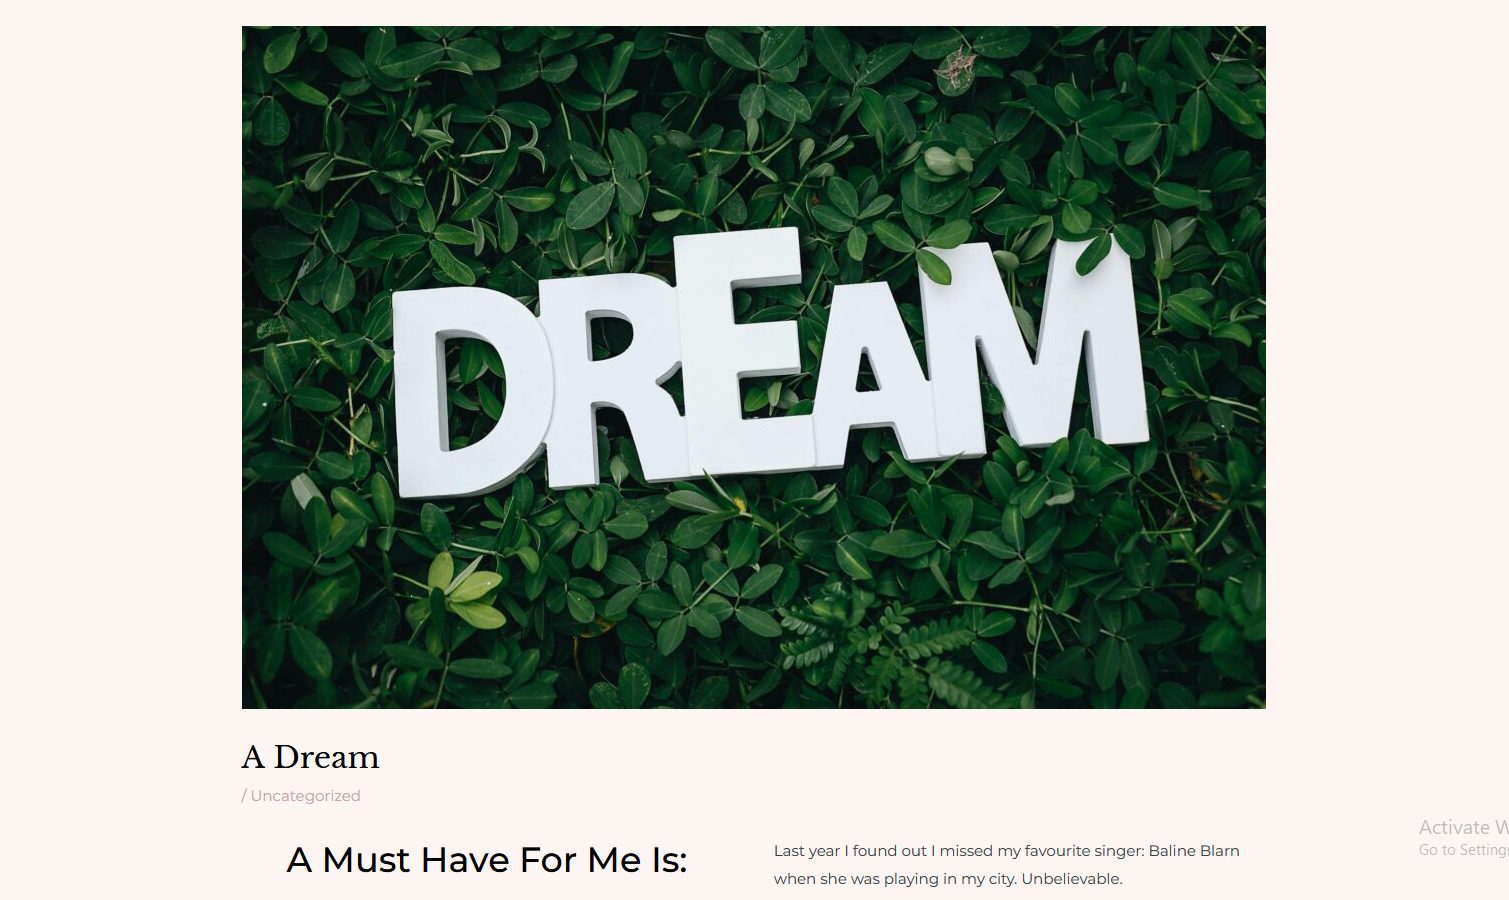 DREAM
A Dream
/ Uncategorized
A Must Have For Me Is:
Last year I found out I missed my favourite singer: Baline Blarn
when she was playing in my city. Unbelievable.
Activate
Go to Settings